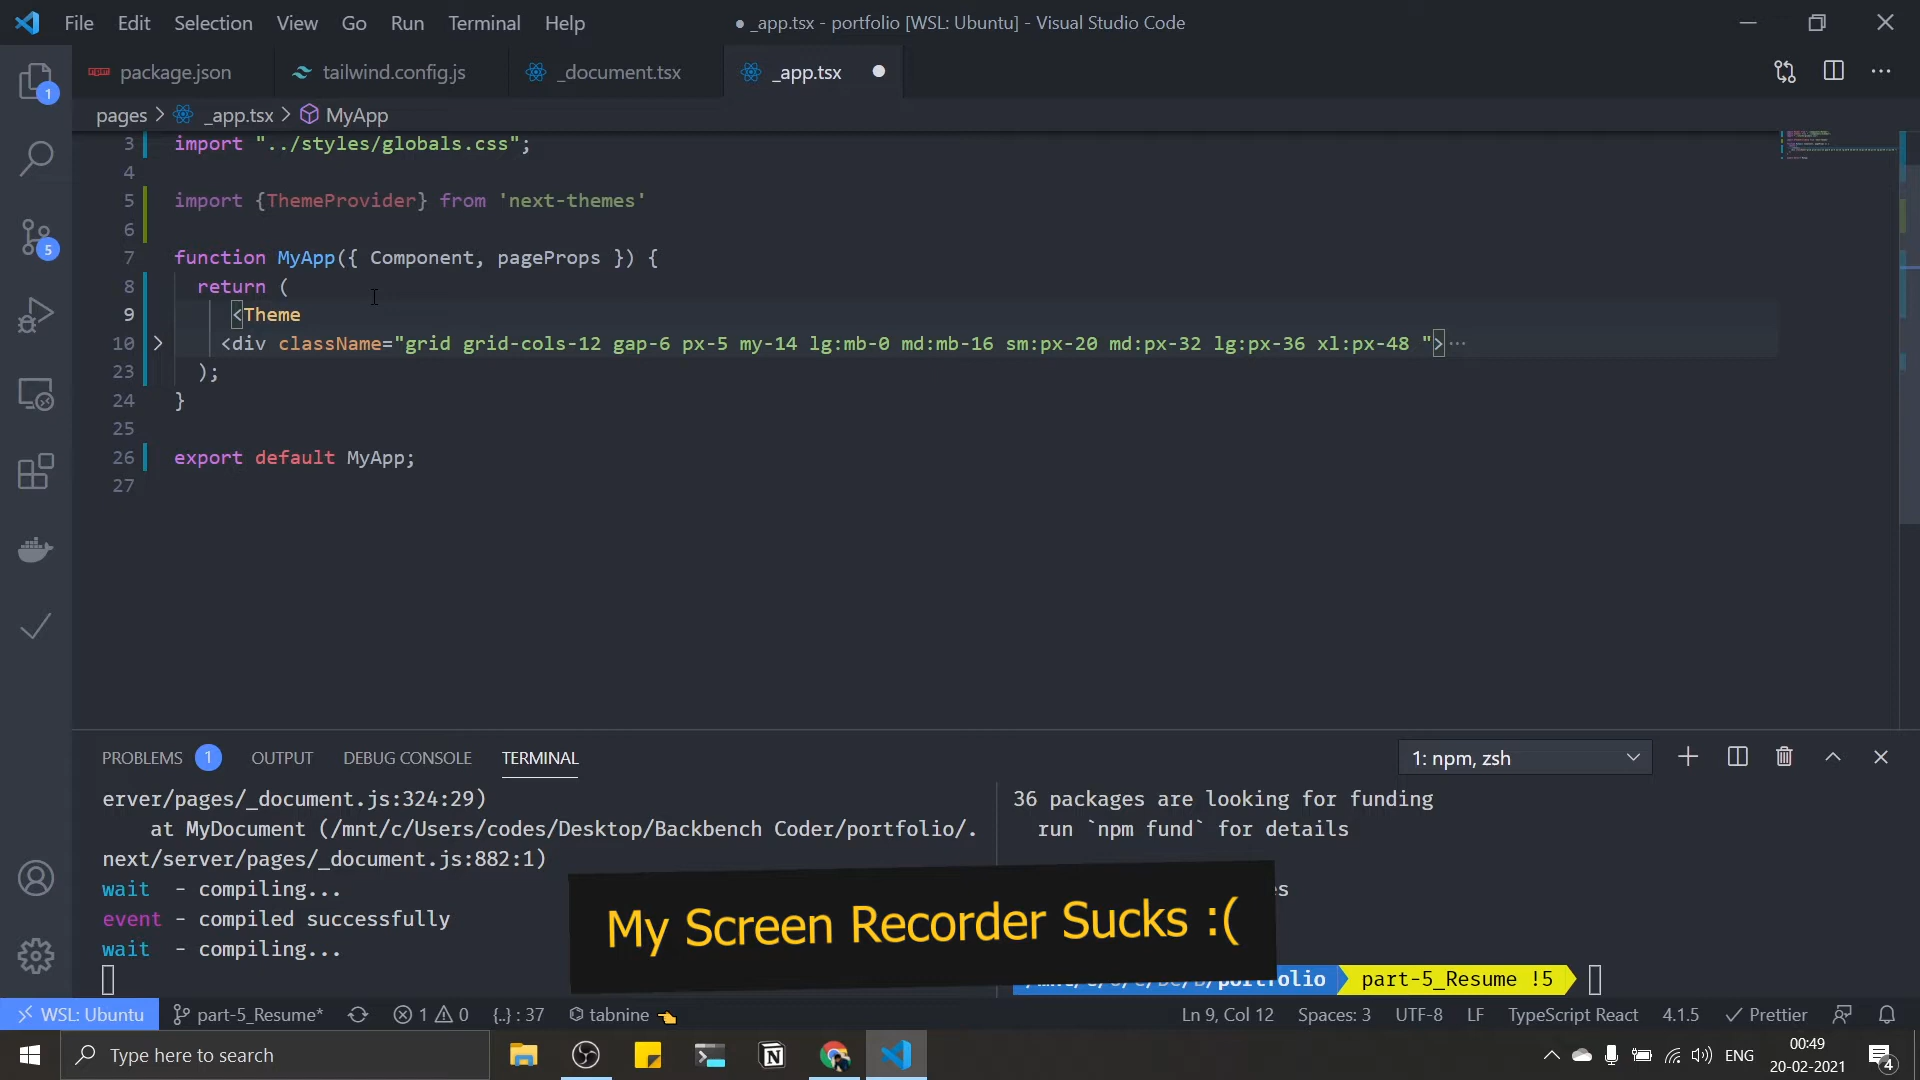 File Edit Selection View Go Run Terminal Help
● _app.tsx - portfolio [WSL: Ubuntu] - Visual Studio Code
package.json
tailwind.config.js
_document.tsx
_app.tsx
pages > _app.tsx > MyApp
1
5
3 import "../styles/globals.css";
4
5 import {ThemeProvider} from 'next-themes'
6
7 function MyApp({ Component, pageProps }) {
8 return (
9 <Theme
10 <div className="grid grid-cols-12 gap-6 px-5 my-14 lg:mb-0 md:mb-16 sm:px-20 md:px-32 lg:px-36 xl:px-48 ">···
23 );
24 }
25
26 export default MyApp;
27
PROBLEMS 1 OUTPUT DEBUG CONSOLE TERMINAL
1: npm, zsh
erver/pages/_document.js:324:29)
at MyDocument (/mnt/c/Users/codes/Desktop/Backbench Coder/portfolio/.
next/server/pages/_document.js:882:1)
wait - compiling...
event - compiled successfully
wait - compiling...
36 packages are looking for funding
run `npm fund` for details
es
My Screen Recorder Sucks :(
portfolio part-5_Resume !5
WSL: Ubuntu part-5_Resume* 1 0 {..} : 37 tabnine
Ln 9, Col 12 Spaces: 3 UTF-8 LF TypeScript React 4.1.5 Prettier
Type here to search
ENG
00:49
20-02-2021
4